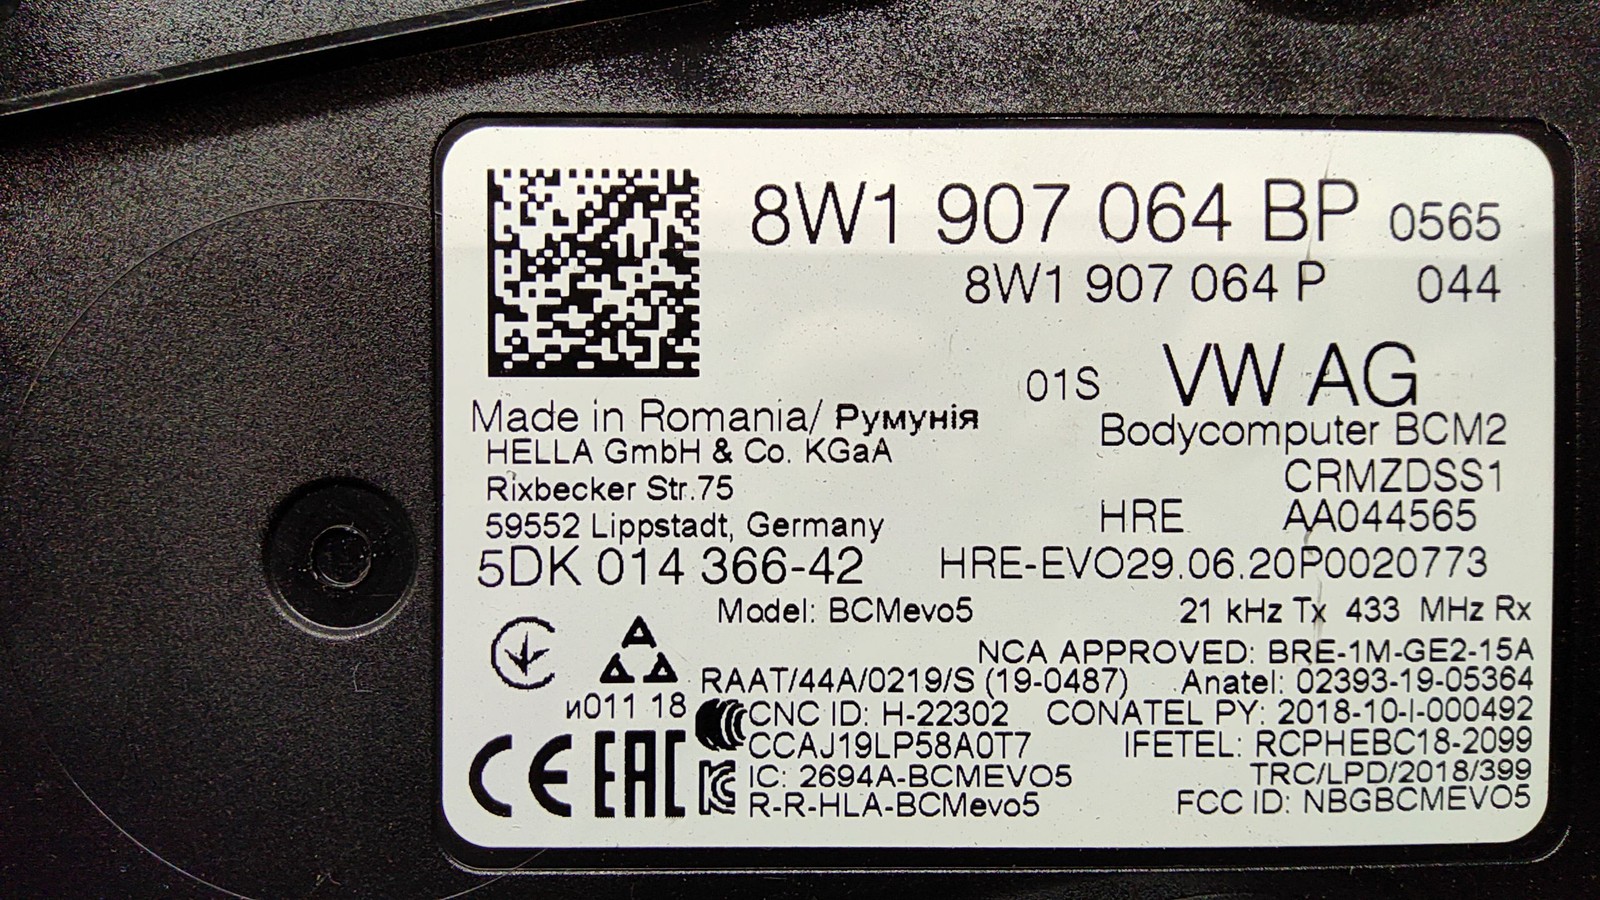 8W1 907 064 BP 0565
8W1 907 064 P 044
01S VW AG
Made in Romania/ Румунія
Bodycomputer BCM2
HELLA GmbH & Co. KGaA
CRMZDSS1
Rixbecker Str.75
HRE AA044565
59552 Lippstadt, Germany
5DK 014 366-42 HRE-EVO29.06.20P0020773
Model: BCMevo5 21 kHz Tx 433 MHz Rx
NCA APPROVED: BRE-1M-GE2-15A
RAAT/44A/0219/S (19-0487) Anatel: 02393-19-05364
и011 18 CNC ID: H-22302 CONATEL PY: 2018-10-I-000492
CCAJ19LP58A0T7 IFETEL: RCPHEBC18-2099
CE EAC IC: 2694A-BCMEVO5 TRC/LPD/2018/399
R-R-HLA-BCMevo5 FCC ID: NBGBCMEVO5